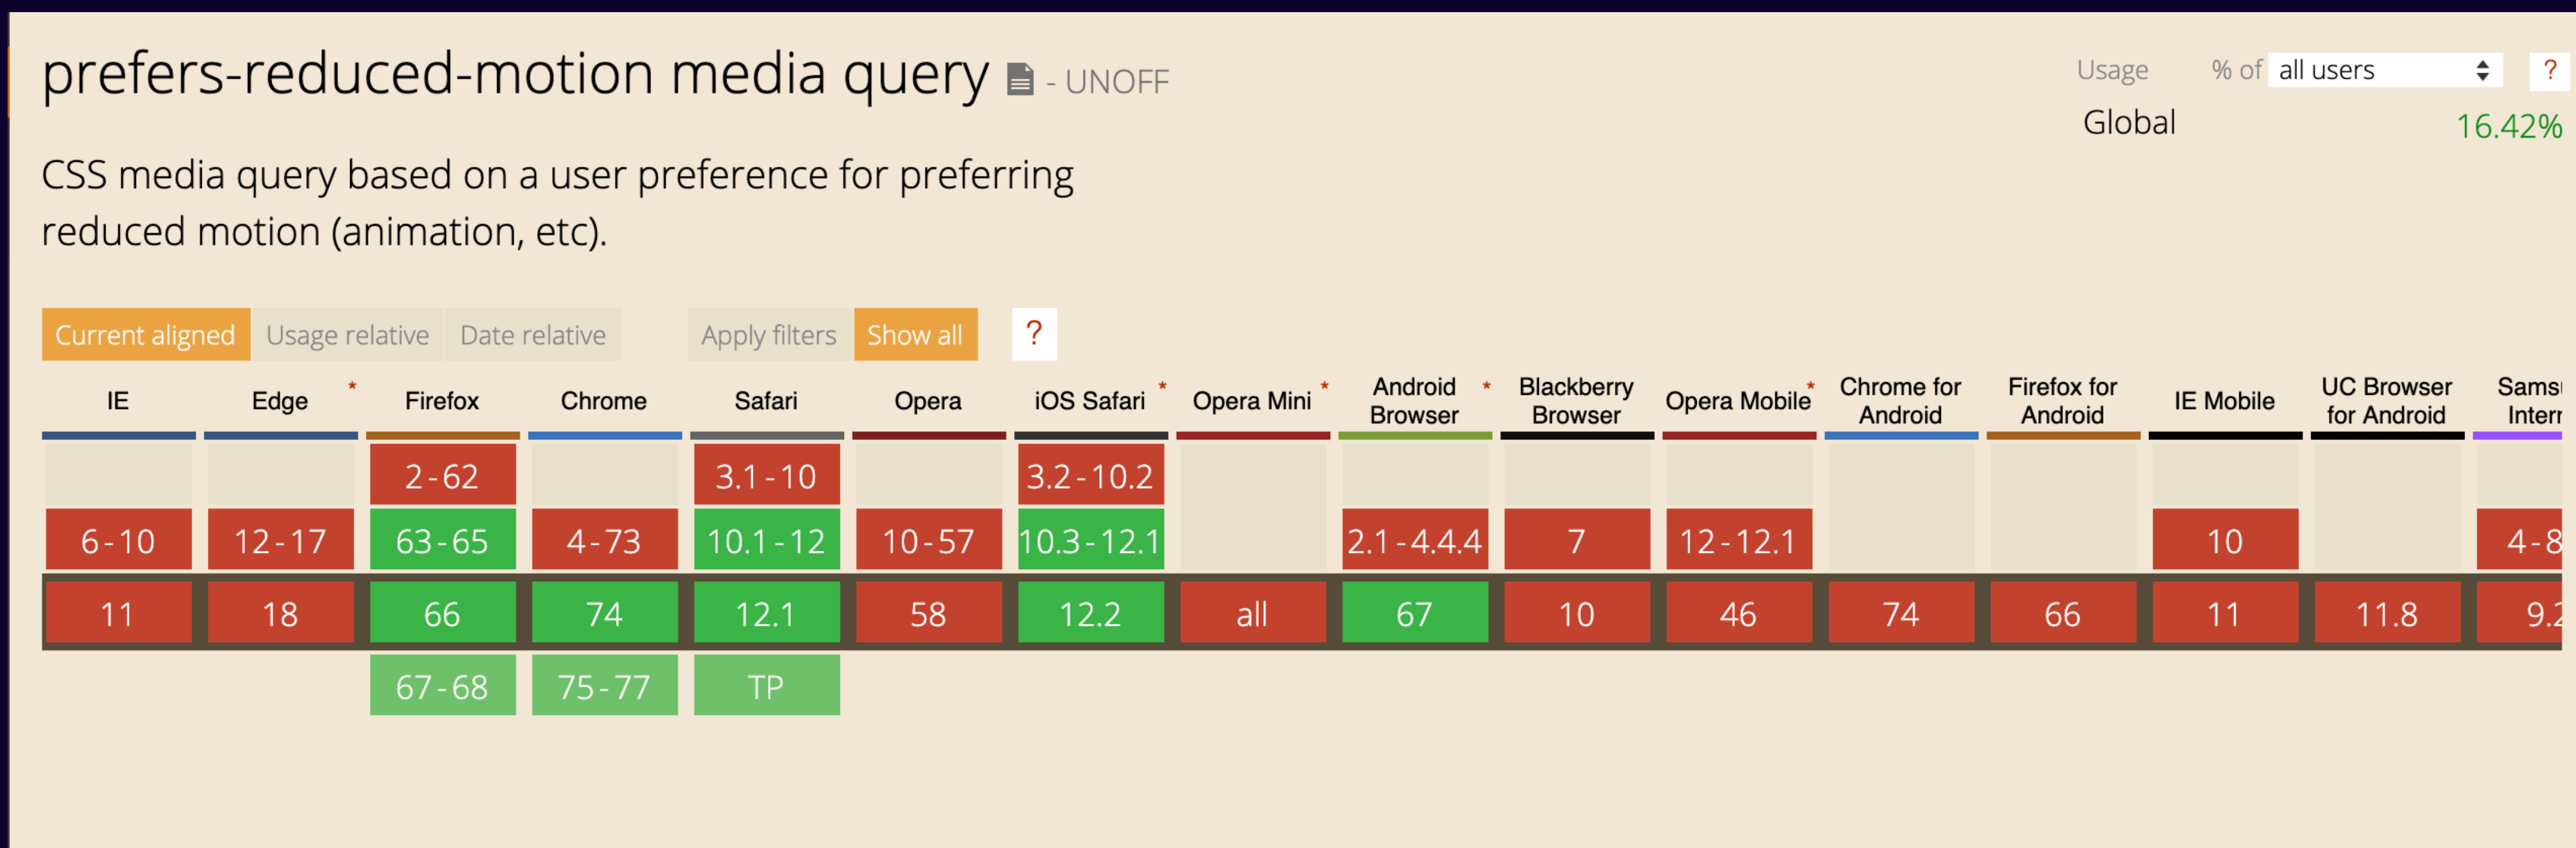 prefers-reduced-motion media query - UNOFF
Usage % of all users ?
Global 16.42%
CSS media query based on a user preference for preferring
reduced motion (animation, etc).
Current aligned Usage relative Date relative Apply filters Show all ?
IE Edge * Firefox Chrome Safari Opera iOS Safari * Opera Mini * Android Browser * Blackberry Browser Opera Mobile * Chrome for Android Firefox for Android IE Mobile UC Browser for Android
2-62 3.1-10 3.2-10.2
6-10 12-17 63-65 4-73 10.1-12 10-57 10.3-12.1 2.1-4.4.4 7 12-12.1 10 4-8
11 18 66 74 12.1 58 12.2 all 67 10 46 74 66 11 11.8 9.2
67-68 75-77 TP